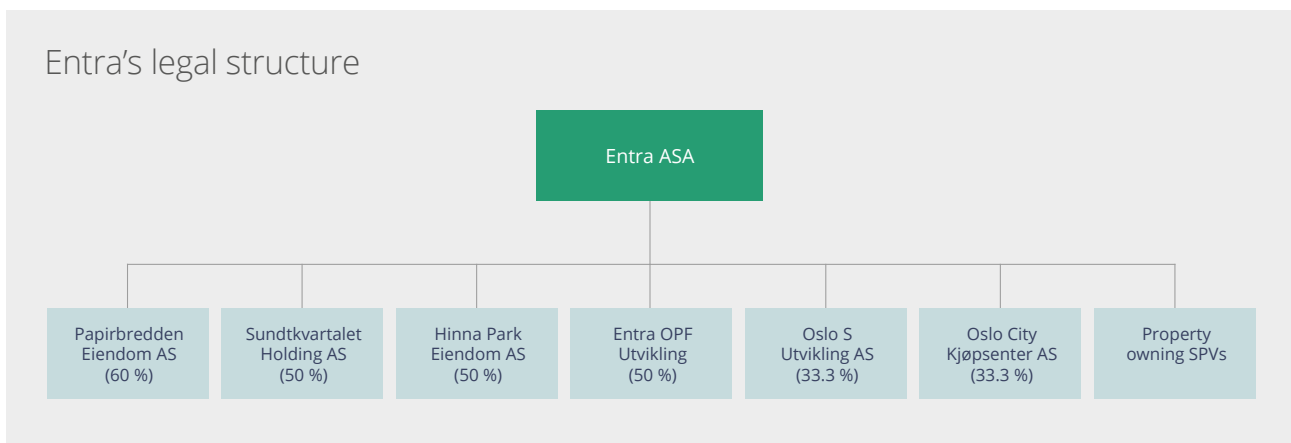 Entra’s legal structure
Entra ASA
Papirbredden
Eiendom AS
(60 %)
Sundtkvartalet
Holding AS
(50 %)
Hinna Park
Eiendom AS
(50 %)
Entra OPF
Utvikling
(50 %)
Oslo S
Utvikling AS
(33.3 %)
Oslo City
Kjøpsenter AS
(33.3 %)
Property
owning SPVs